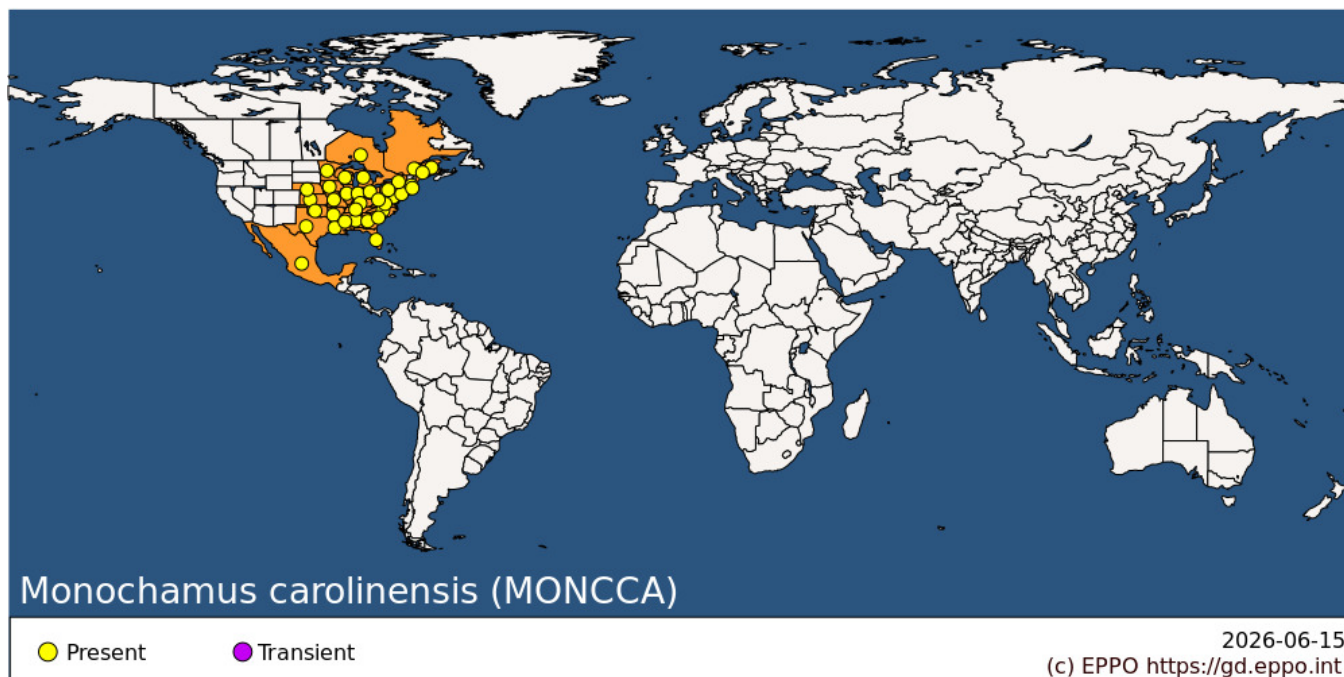 Monochamus carolinensis (MONCCA)
Present
Transient
2026-06-15
(c) EPPO https://gd.eppo.int